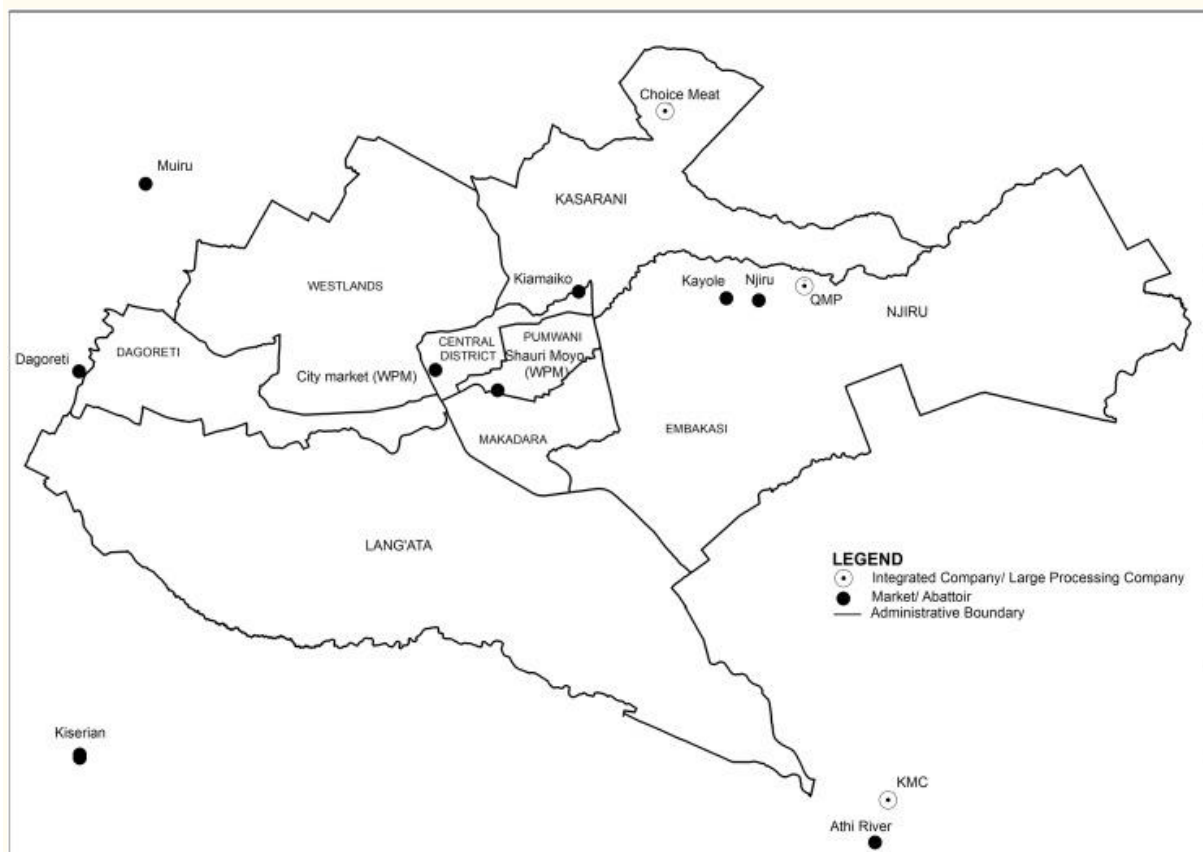 Choice Meat
Muiru
KASARANI
WESTLANDS
Kiamaiko
Kayole
Njiru
QMP
NJIRU
Dagoreti
DAGORETI
CENTRAL
DISTRICT
PUMWANI
Shauri Moyo
(WPM)
City market (WPM)
MAKADARA
EMBAKASI
LANG'ATA
LEGEND
Integrated Company/ Large Processing Company
Market/ Abattoir
Administrative Boundary
Kiserian
KMC
Athi River